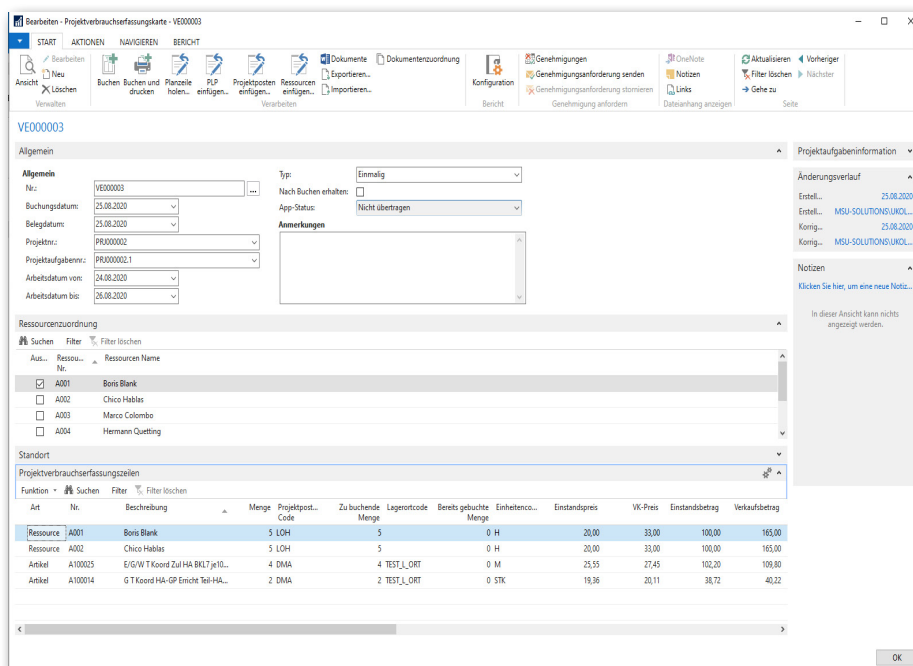 Bearbeiten - Projektverbrauchserfassungskarte - VE000003
START AKTIONEN NAVIGIEREN BERICHT
Ansicht
Bearbeiten
Neu
Löschen
Verwalten
Buchen
Buchen und drucken
Planzeile holen...
PLP einfügen...
Projektposten einfügen...
Ressourcen einfügen...
Dokumente
Exportieren...
Importieren...
Dokumentenzuordnung
Verarbeiten
Konfiguration
Bericht
Genehmigungen
Genehmigungsanforderung senden
Genehmigungsanforderung stornieren
Genehmigung anfordern
OneNote
Notizen
Links
Dateianhang anzeigen
Aktualisieren
Filter löschen
Gehe zu
Vorheriger
Nächster
Seite
VE000003
Allgemein
Allgemein
Nr.: VE000003 ...
Buchungsdatum: 25.08.2020
Belegdatum: 25.08.2020
Projektnr.: PRJ000002
Projektaufgabennr.: PRJ000002.1
Arbeitsdatum von: 24.08.2020
Arbeitsdatum bis: 26.08.2020
Typ: Einmalig
Nach Buchen erhalten:
App-Status: Nicht übertragen
Anmerkungen
Projektaufgabeninformation
Änderungsverlauf
Erstell... 25.08.2020
Erstell... MSU-SOLUTIONS\UKOL...
Korrig... 25.08.2020
Korrig... MSU-SOLUTIONS\UKOL...
Notizen
Klicken Sie hier, um eine neue Notiz...
In dieser Ansicht kann nichts
angezeigt werden.
Ressourcenzuordnung
Suchen Filter Filter löschen
Aus... Ressou... Nr. Ressourcen Name
A001 Boris Blank
A002 Chico Hablas
A003 Marco Colombo
A004 Hermann Quetting
Standort
Projektverbrauchserfassungszeilen
Funktion Suchen Filter Filter löschen
Art Nr. Beschreibung Menge Projektpost... Code Zu buchende Menge Lagerortcode Bereits gebuchte Menge Einheitenco... Einstandspreis VK-Preis Einstandsbetrag Verkaufsbetrag
Ressource A001 Boris Blank 5 LOH 5 0 H 20,00 33,00 100,00 165,00
Ressource A002 Chico Hablas 5 LOH 5 0 H 20,00 33,00 100,00 165,00
Artikel A100025 E/G/W T Koord Zul HA BKL7 je10... 4 DMA 4 TEST_L_ORT 0 M 25,55 27,45 102,20 109,80
Artikel A100014 G T Koord HA-GP Erricht Teil-HA... 2 DMA 2 TEST_L_ORT 0 STK 19,36 20,11 38,72 40,22
OK